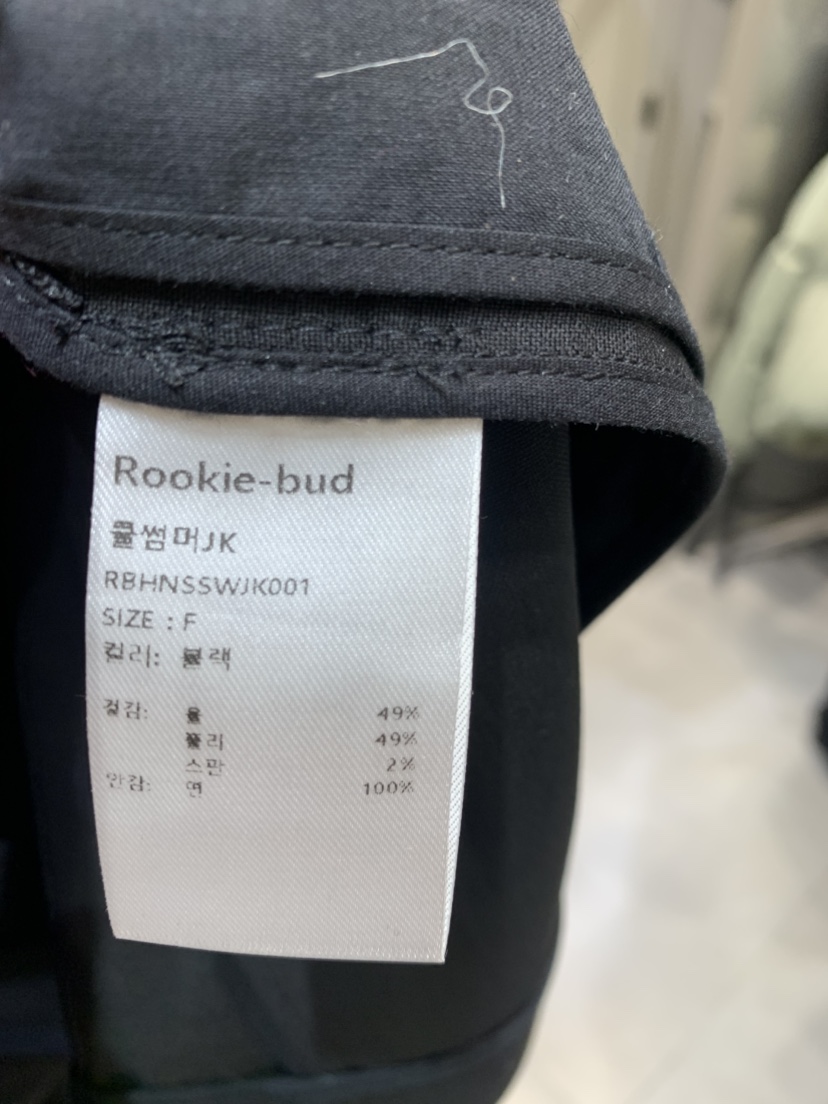 Rookie-bud
쿨썸머JK
RBHNSSWJK001
SIZE : F
컬러: 블랙
겉감: 울 49%
폴리 49%
스판 2%
안감: 면 100%